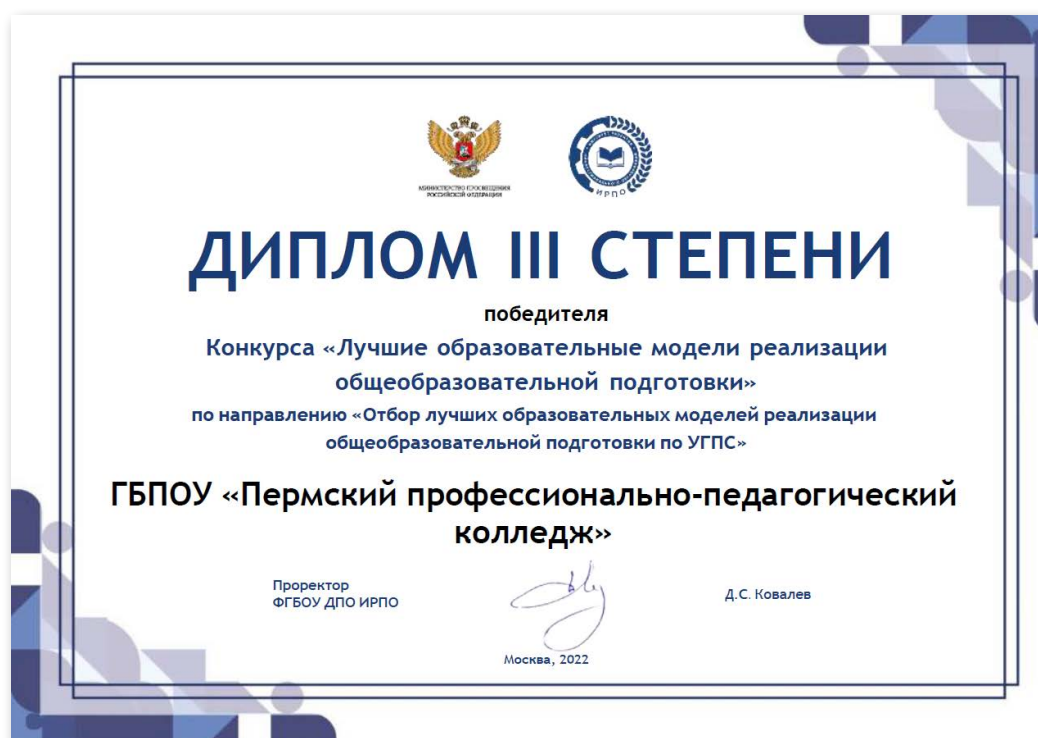 МИНИСТЕРСТВО ПРОСВЕЩЕНИЯ
РОССИЙСКОЙ ФЕДЕРАЦИИ
ИРПО
ДИПЛОМ III СТЕПЕНИ
победителя
Конкурса «Лучшие образовательные модели реализации
общеобразовательной подготовки»
по направлению «Отбор лучших образовательных моделей реализации
общеобразовательной подготовки по УГПС»
ГБПОУ «Пермский профессионально-педагогический
колледж»
Проректор
ФГБОУ ДПО ИРПО
Д.С. Ковалев
Москва, 2022